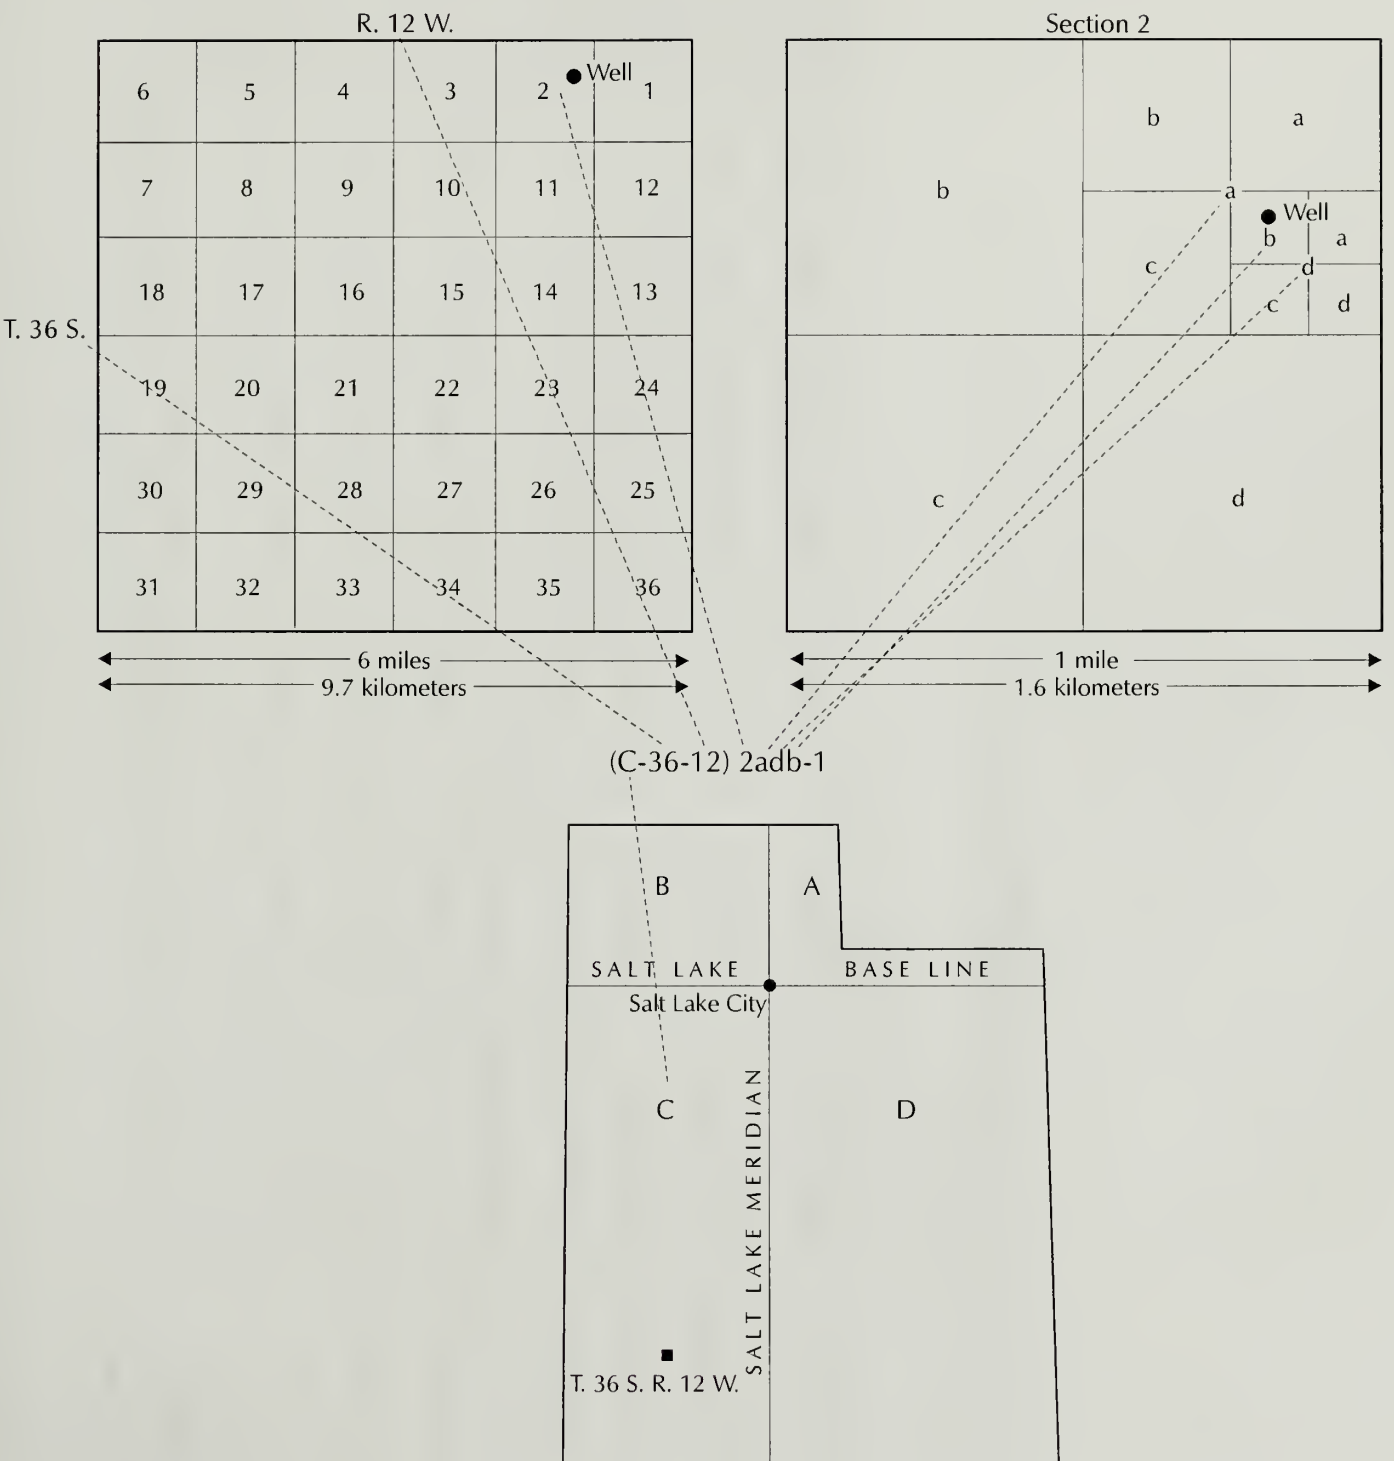 R. 12 W.
6 5 4 3 2 Well 1
7 8 9 10 11 12
18 17 16 15 14 13
T. 36 S.
19 20 21 22 23 24
30 29 28 27 26 25
31 32 33 34 35 36
6 miles
9.7 kilometers
Section 2
b a
b a
Well
b a
c d
c d
c d
1 mile
1.6 kilometers
(C-36-12) 2adb-1
B A
SALT LAKE BASE LINE
Salt Lake City
C D
SALT LAKE MERIDIAN
T. 36 S. R. 12 W.